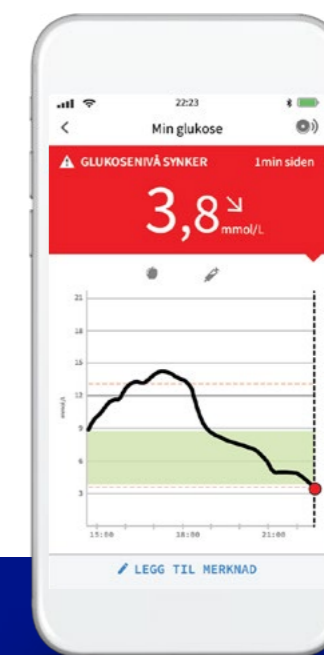 22:23
Min glukose
GLUKOSENIVÅ SYNKER 1min siden
3,8
mmol/L
21
18
15
12
9
6
3
mmol/L
15:00 18:00 21:00
LEGG TIL MERKNAD